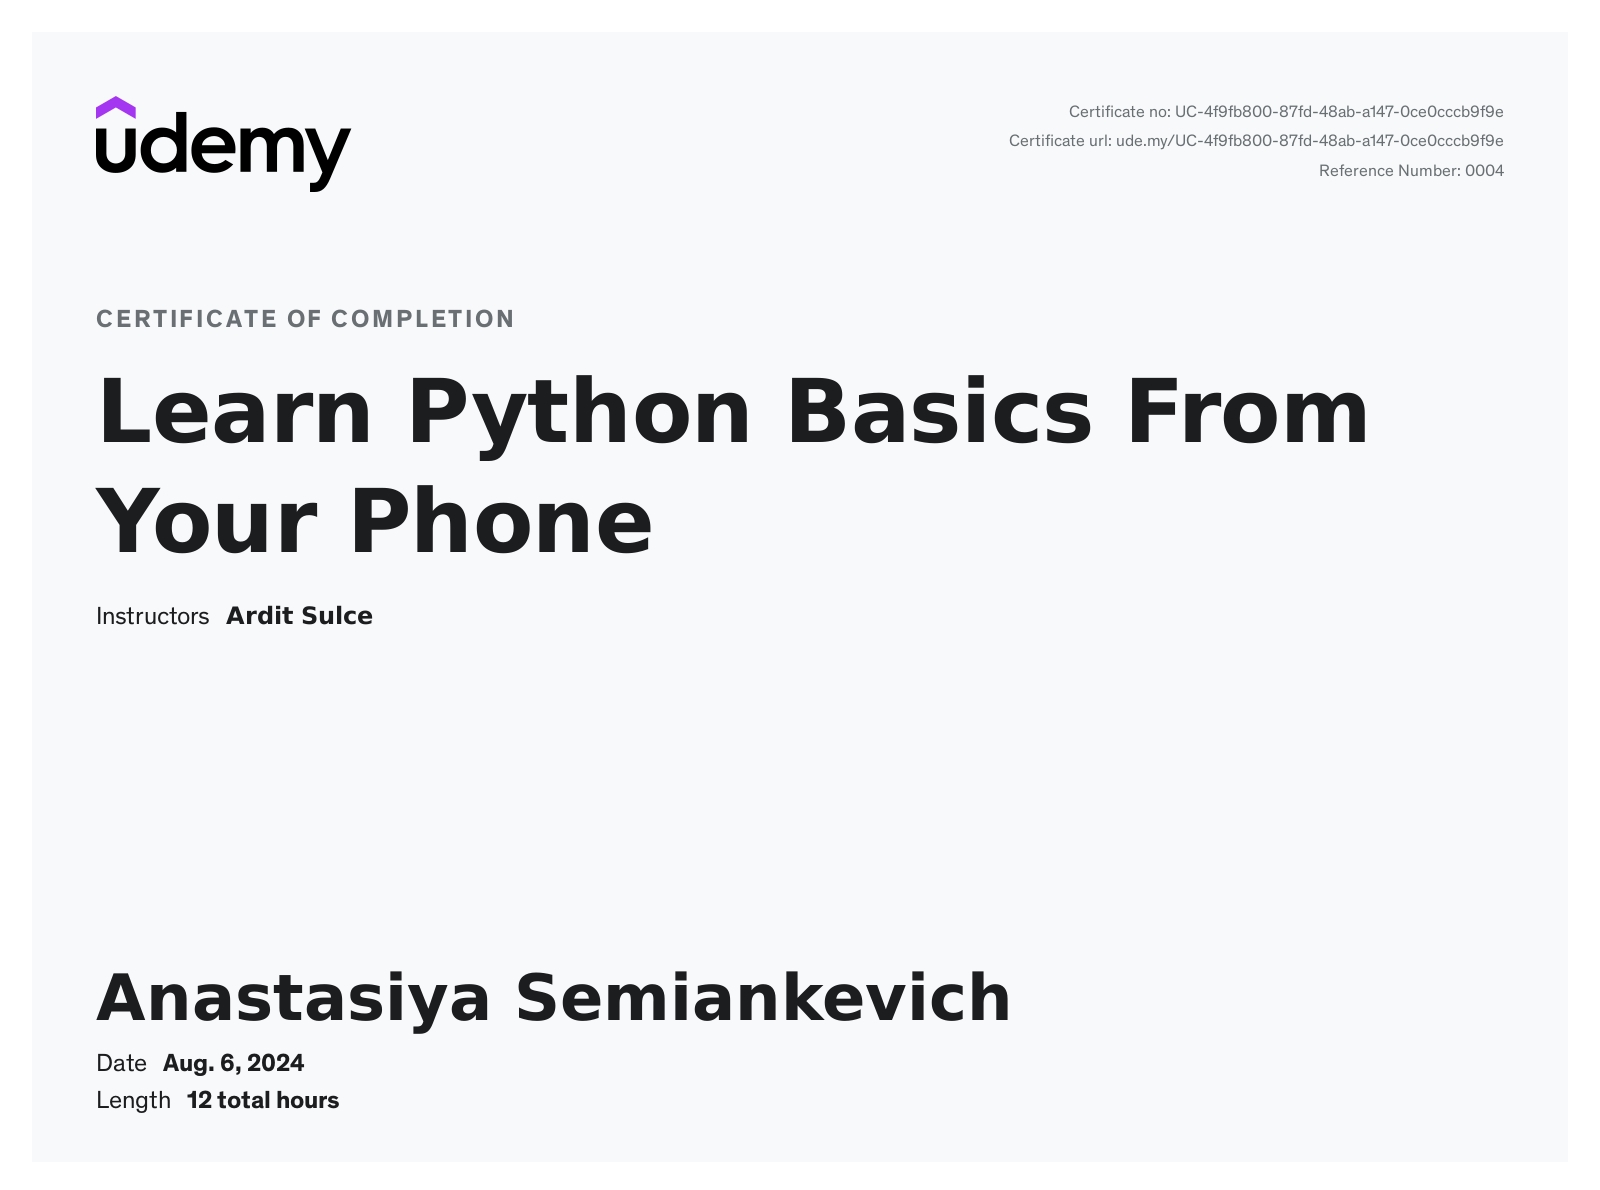 udemy
Certificate no: UC-4f9fb800-87fd-48ab-a147-0ce0cccb9f9e
Certificate url: ude.my/UC-4f9fb800-87fd-48ab-a147-0ce0cccb9f9e
Reference Number: 0004
CERTIFICATE OF COMPLETION
Learn Python Basics From
Your Phone
Instructors Ardit Sulce
Anastasiya Semiankevich
Date Aug. 6, 2024
Length 12 total hours